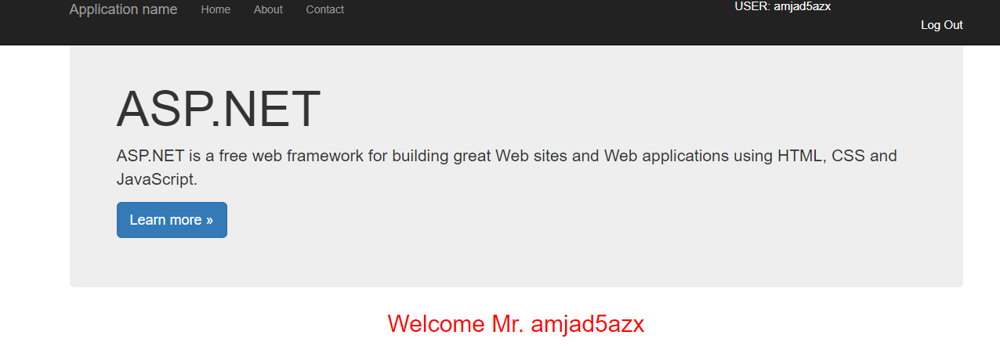 Application name Home About Contact USER: amjad5azx
Log Out
ASP.NET
ASP.NET is a free web framework for building great Web sites and Web applications using HTML, CSS and
JavaScript.
Learn more »
Welcome Mr. amjad5azx